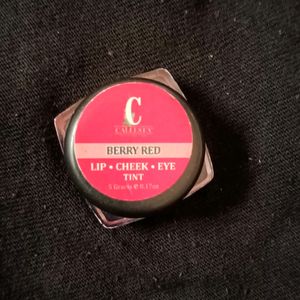 C
BERRY RED
LIP • CHEEK • EYE
TINT